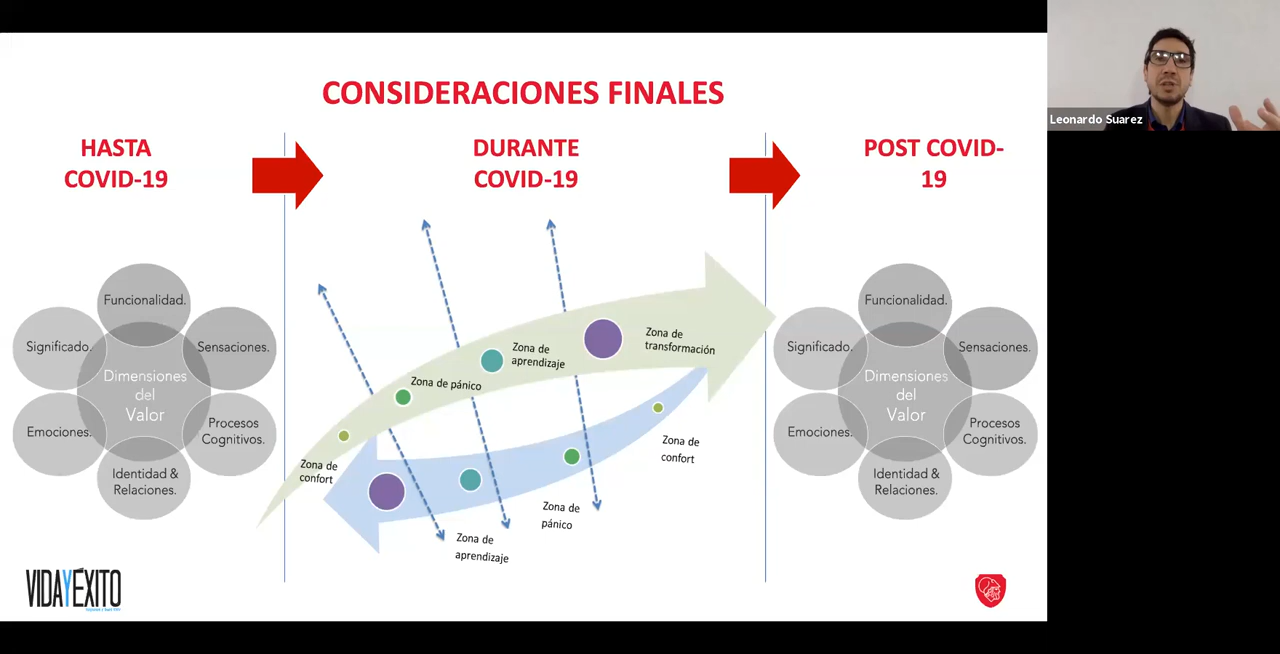 CONSIDERACIONES FINALES
HASTA
COVID-19
DURANTE
COVID-19
POST COVID-
19
Funcionalidad.
Significado.
Sensaciones.
Dimensiones
del
Valor
Emociones.
Procesos
Cognitivos.
Identidad &
Relaciones.
Zona de
confort
Zona de pánico
Zona de
aprendizaje
Zona de
transformación
Zona de
confort
Zona de
pánico
Zona de
aprendizaje
Funcionalidad.
Significado.
Sensaciones.
Dimensiones
del
Valor
Emociones.
Procesos
Cognitivos.
Identidad &
Relaciones.
VIDAYÉXITO
Leonardo Suarez